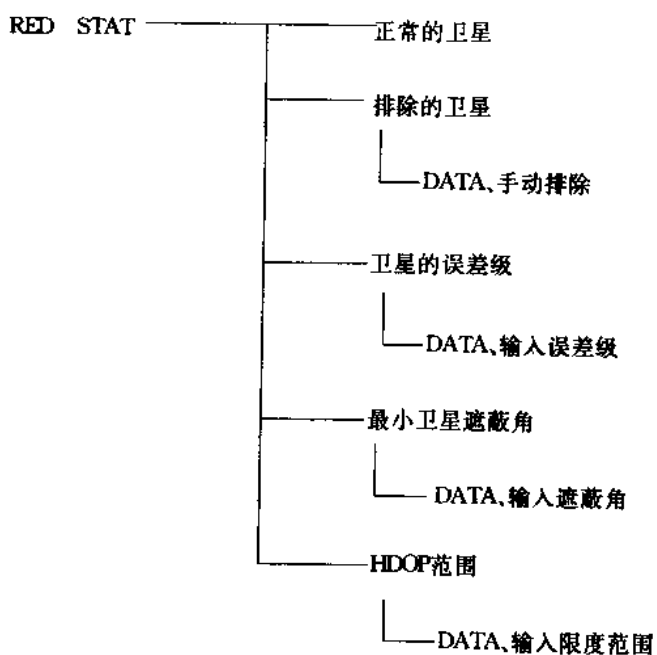 RED STAT
正常的卫星
排除的卫星
DATA、手动排除
卫星的误差级
DATA、输入误差级
最小卫星遮蔽角
DATA、输入遮蔽角
HDOP范围
DATA、输入限度范围